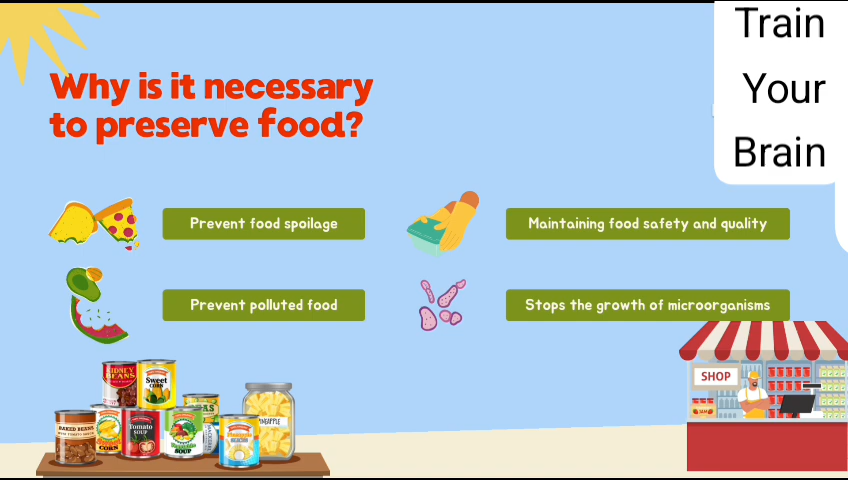 Train
Your
Brain
Why is it necessary
to preserve food?
Prevent food spoilage
Maintaining food safety and quality
Prevent polluted food
Stops the growth of microorganisms
SHOP
JAM
KIDNEY
BEANS
Sweet
CORN
BAKED BEANS
CORN
Tomato
SOUP
SOUP
PINEAPPLE